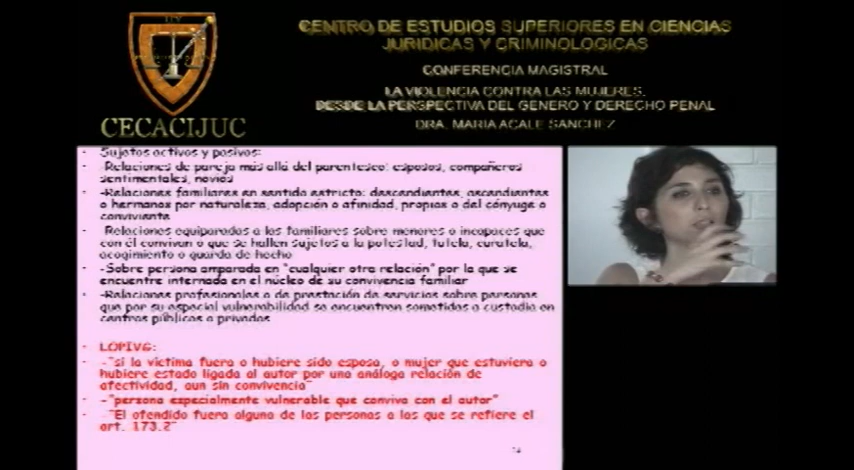 CENTRO DE ESTUDIOS SUPERIORES EN CIENCIAS
JURIDICAS Y CRIMINOLOGICAS
CONFERENCIA MAGISTRAL
LA VIOLENCIA CONTRA LAS MUJERES.
DESDE LA PERSPECTIVA DEL GENERO Y DERECHO PENAL
DRA. MARIA ACALE SANCHEZ
CECACIJUC
- Sujetos activos y pasivos:
- -Relaciones de pareja más allá del parentesco: esposos, compañeros
sentimentales, novios
- -Relaciones familiares en sentido estricto: descendientes, ascendientes
o hermanos por naturaleza, adopción o afinidad, propios o del cónyuge o
conviviente
- -Relaciones equiparadas a las familiares sobre menores o incapaces que
con él convivan o que se hallen sujetos a la potestad, tutela, curatela,
acogimiento o guarda de hecho
- -Sobre persona amparada en "cualquier otra relación" por la que se
encuentre integrada en el núcleo de su convivencia familiar
- -Relaciones profesionales o de prestación de servicios sobre personas
que por su especial vulnerabilidad se encuentran sometidas a custodia en
centros públicos o privados
- LOPIVG:
- -"si la víctima fuera o hubiere sido esposa, o mujer que estuviera o
hubiere estado ligada al autor por una análoga relación de
afectividad, aun sin convivencia"
- -"persona especialmente vulnerable que conviva con el autor"
- -"El ofendido fuera alguna de las personas a las que se refiere el
art. 173.2"